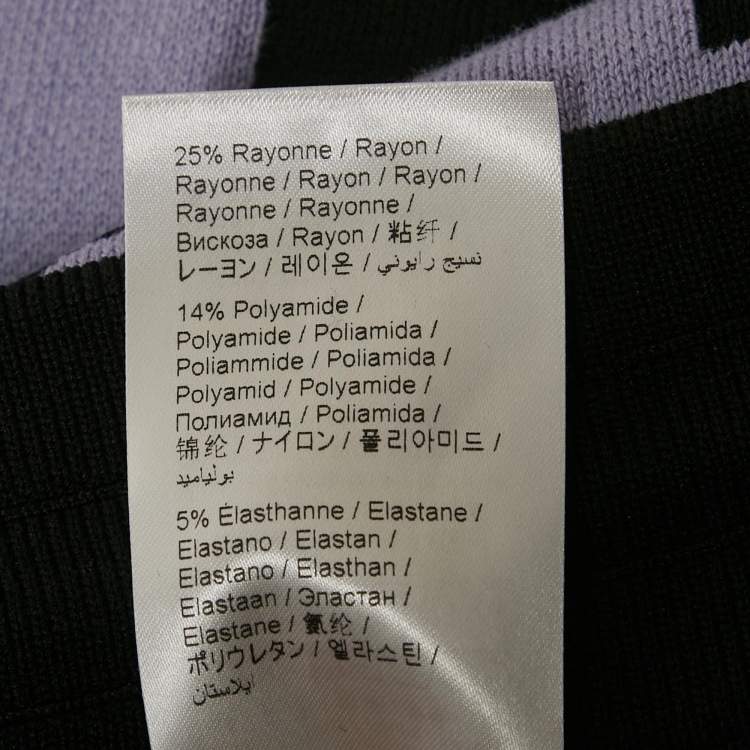 25% Rayonne / Rayon /
Rayonne / Rayon / Rayon /
Rayonne / Rayonne /
Вискоза / Rayon / 粘纤 /
レーヨン / 레이온 / نسيج رايوني
14% Polyamide /
Polyamide / Poliamida /
Poliammide / Poliamida /
Polyamid / Polyamide /
Полиамид / Poliamida /
锦纶 / ナイロン / 폴리아미드 /
بولياميد
5% Élasthanne / Elastane /
Elastano / Elastan /
Elastano / Elasthan /
Elastaan / Эластан /
Elastane / 氨纶 /
ポリウレタン / 엘라스틴 /
ايلاستان